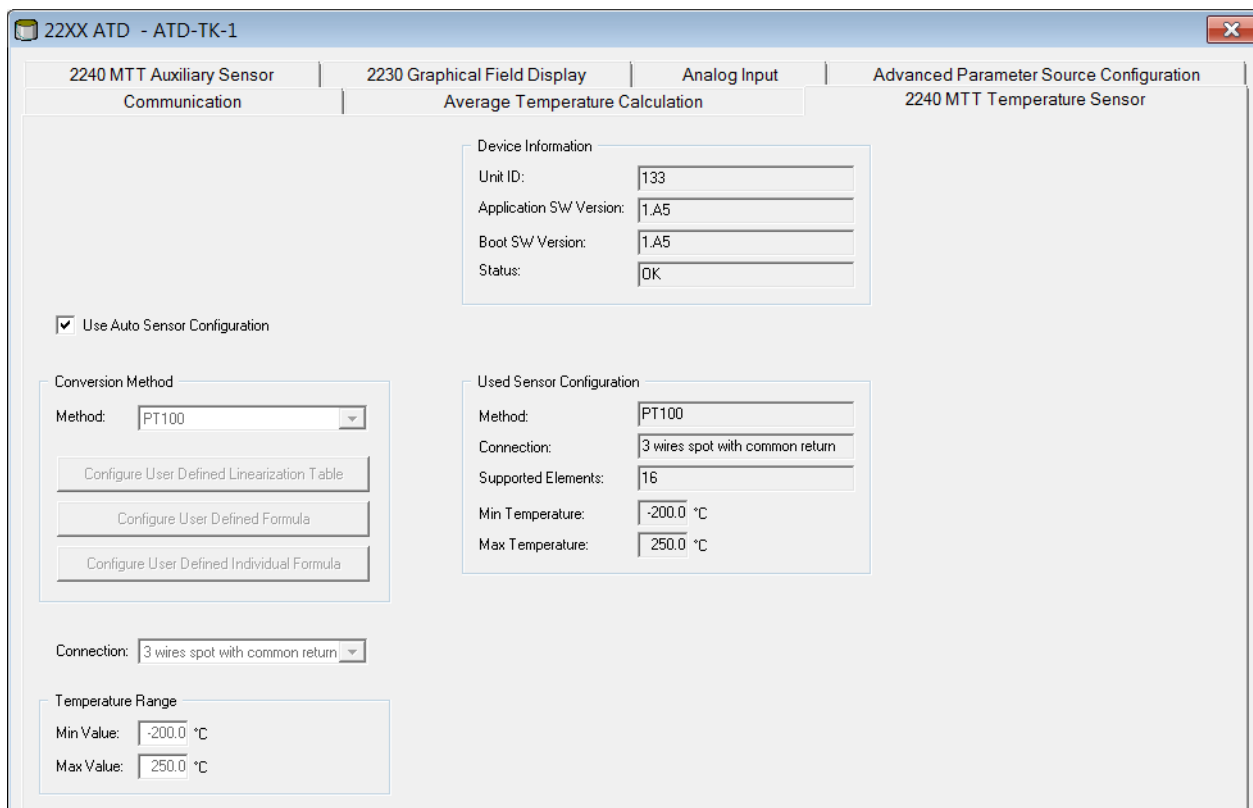 22XX ATD - ATD-TK-1
2240 MTT Auxiliary Sensor
2230 Graphical Field Display
Analog Input
Advanced Parameter Source Configuration
Communication
Average Temperature Calculation
2240 MTT Temperature Sensor
Device Information
Unit ID: 133
Application SW Version: 1.A5
Boot SW Version: 1.A5
Status: OK
Use Auto Sensor Configuration
Conversion Method
Method: PT100
Configure User Defined Linearization Table
Configure User Defined Formula
Configure User Defined Individual Formula
Used Sensor Configuration
Method: PT100
Connection: 3 wires spot with common return
Supported Elements: 16
Min Temperature: -200.0 °C
Max Temperature: 250.0 °C
Connection: 3 wires spot with common return
Temperature Range
Min Value: -200.0 °C
Max Value: 250.0 °C